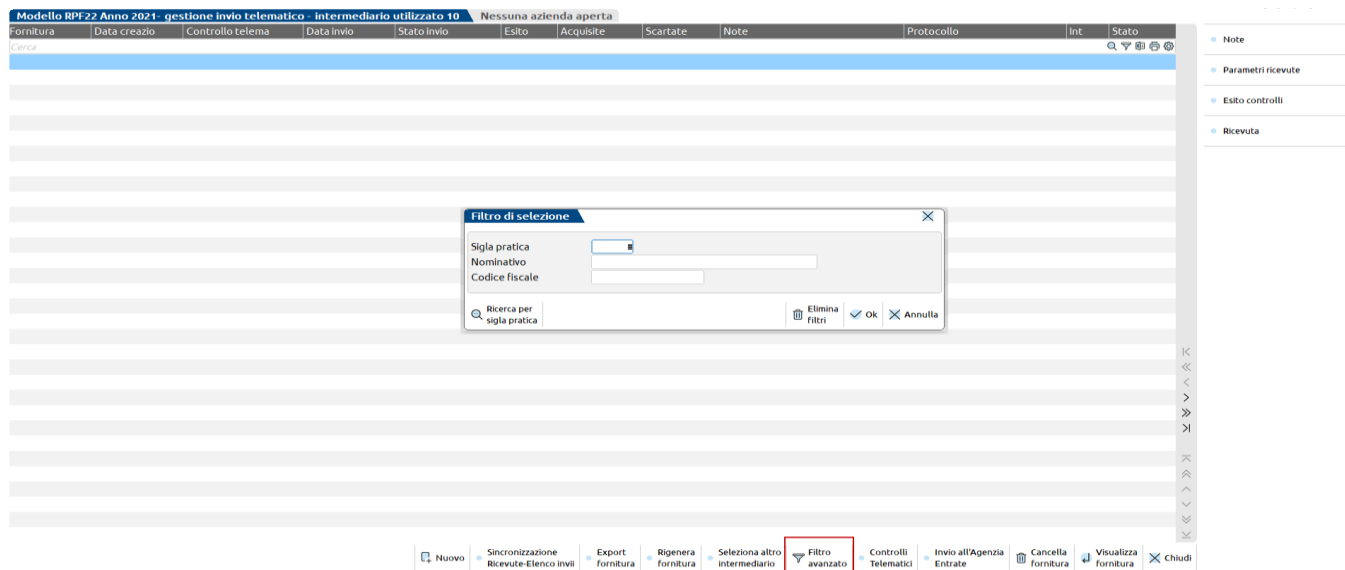 Modello RPF22 Anno 2021- gestione invio telematico - intermediario utilizzato 10 Nessuna azienda aperta
Fornitura Data creazio Controllo telema Data invio Stato invio Esito Acquisite Scartate Note Protocollo Int Stato
Cerca
Note
Parametri ricevute
Esito controlli
Ricevuta
Filtro di selezione
Sigla pratica
Nominativo
Codice fiscale
Ricerca per
sigla pratica
Elimina
filtri
Ok
Annulla
Nuovo
Sincronizzazione
Ricevute-Elenco invii
Export
fornitura
Rigenera
fornitura
Seleziona altro
intermediario
Filtro
avanzato
Controlli
Telematici
Invio all'Agenzia
Entrate
Cancella
fornitura
Visualizza
fornitura
Chiudi